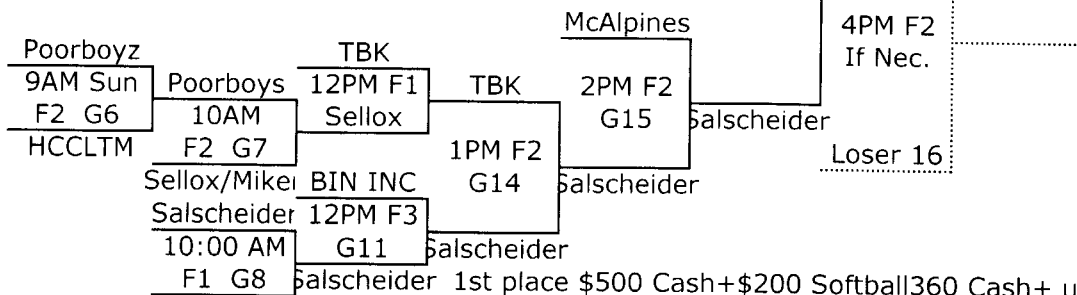 McAlpines
4PM F2
If Nec.
Poorboyz
TBK
9AM Sun
Poorboys
12PM F1
TBK
2PM F2
F2 G6
10AM
Sellox
G15
Salscheider
HCCLTM
F2 G7
1PM F2
Loser 16
Sellox/Miker
BIN INC
G14
Salscheider
Salscheider
12PM F3
10:00 AM
G11
Salscheider
F1 G8
Salscheider
1st place $500 Cash+$200 Softball360 Cash+ u